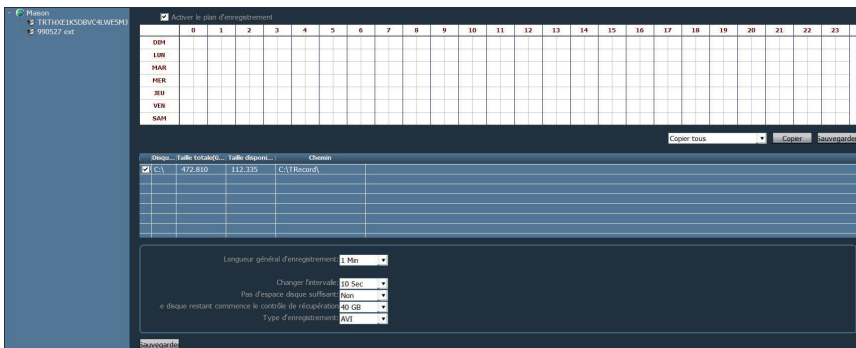 Maison
TRTHXE1K5DBVC4LWE5MJ
990527 ext
Activer le plan d'enregistrement
0 1 2 3 4 5 6 7 8 9 10 11 12 13 14 15 16 17 18 19 20 21 22 23
DIM
LUN
MAR
MER
JEU
VEN
SAM
Copier tous Copier Sauvegarder
Disqu... Taille totale(G... Taille disponi... Chemin
C:\ 472.810 112.335 C:\TRecord\
Longueur général d'enregistrement: 1 Min
Changer l'intervalle: 10 Sec
Pas d'espace disque suffisant: Non
e disque restant commence le contrôle de récupération 40 GB
Type d'enregistrement: AVI
Sauvegarder